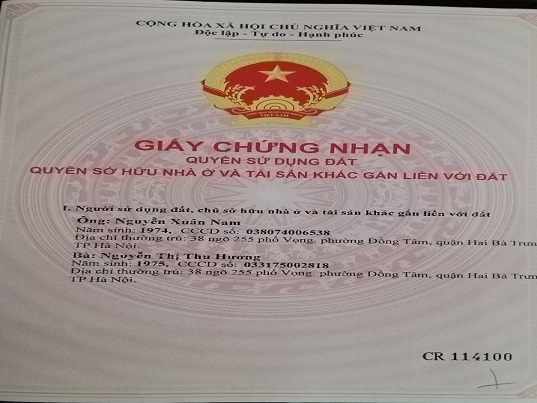 CỘNG HÒA XÃ HỘI CHỦ NGHĨA VIỆT NAM
Độc lập - Tự do - Hạnh phúc
GIẤY CHỨNG NHẬN
QUYỀN SỬ DỤNG ĐẤT
QUYỀN SỞ HỮU NHÀ Ở VÀ TÀI SẢN KHÁC GẮN LIỀN VỚI ĐẤT
I. Người sử dụng đất, chủ sở hữu nhà ở và tài sản khác gắn liền với đất
Ông: Nguyễn Xuân Nam
Năm sinh: 1974, CCCD số: 038074006538
Địa chỉ thường trú: 38 ngõ 255 phố Vọng, phường Đồng Tâm, quận Hai Bà Trưn
TP Hà Nội.
Bà: Nguyễn Thị Thu Hương
Năm sinh: 1975, CCCD số: 033175002818
Địa chỉ thường trú: 38 ngõ 255 phố Vọng, phường Đồng Tâm, quận Hai Bà Trưn
TP Hà Nội.
CR 114100